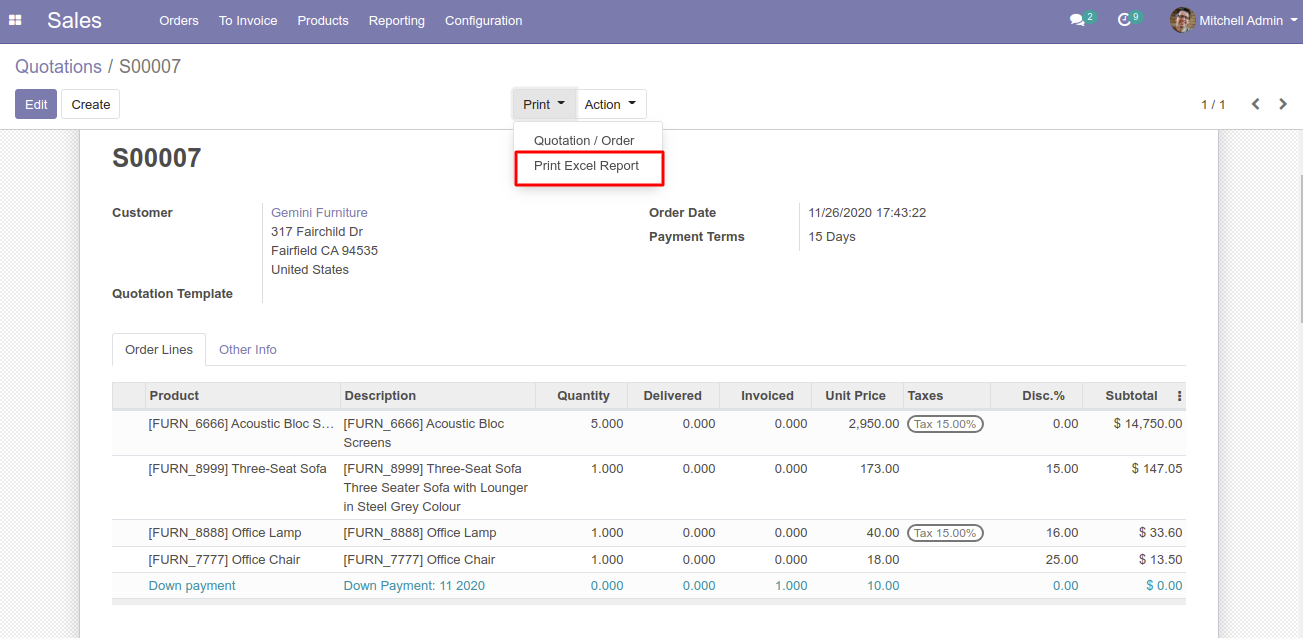 Sales Orders To Invoice Products Reporting Configuration 2 9 Mitchell Admin
Quotations / S00007
Edit Create Print Action 1 / 1
Quotation / Order
Print Excel Report
S00007
Customer Gemini Furniture Order Date 11/26/2020 17:43:22
317 Fairchild Dr Payment Terms 15 Days
Fairfield CA 94535
United States
Quotation Template
Order Lines Other Info
Product Description Quantity Delivered Invoiced Unit Price Taxes Disc.% Subtotal
[FURN_6666] Acoustic Bloc S... [FURN_6666] Acoustic Bloc 5.000 0.000 0.000 2,950.00 Tax 15.00% 0.00 $ 14,750.00
Screens
[FURN_8999] Three-Seat Sofa [FURN_8999] Three-Seat Sofa 1.000 0.000 0.000 173.00 15.00 $ 147.05
Three Seater Sofa with Lounger
in Steel Grey Colour
[FURN_8888] Office Lamp [FURN_8888] Office Lamp 1.000 0.000 0.000 40.00 Tax 15.00% 16.00 $ 33.60
[FURN_7777] Office Chair [FURN_7777] Office Chair 1.000 0.000 0.000 18.00 25.00 $ 13.50
Down payment Down Payment: 11 2020 0.000 0.000 1.000 10.00 0.00 $ 0.00